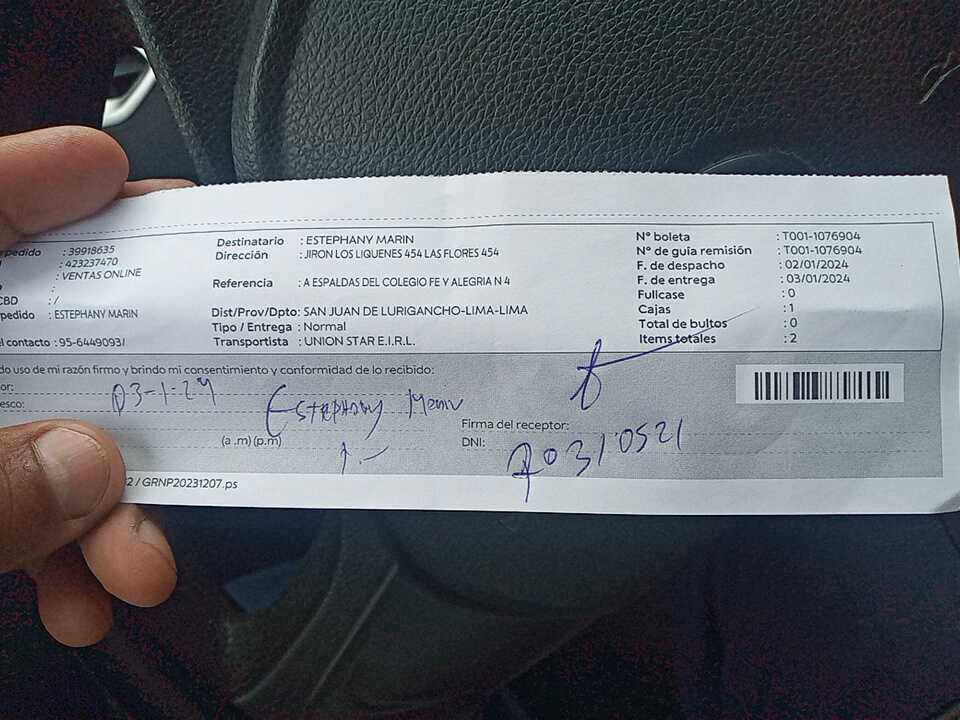 pedido : 39918635
: 423237470
: VENTAS ONLINE
:
CBD : /
pedido : ESTEPHANY MARIN
l contacto : 95-6449093/
Destinatario : ESTEPHANY MARIN
Dirección : JIRON LOS LIQUENES 454 LAS FLORES 454
Referencia : A ESPALDAS DEL COLEGIO FE Y ALEGRIA N 4
Dist/Prov/Dpto: SAN JUAN DE LURIGANCHO-LIMA-LIMA
Tipo / Entrega : Normal
Transportista : UNION STAR E.I.R.L.
N° boleta : T001-1076904
N° de guía remisión : T001-1076904
F. de despacho : 02/01/2024
F. de entrega : 03/01/2024
Fullcase : 0
Cajas : 1
Total de bultos : 0
Items totales : 2
do uso de mi razón firmo y brindo mi consentimiento y conformidad de lo recibido:
or:
esco:
03-1-24
Estephany
(a .m) (p.m)
Firma del receptor:
DNI:
2 / GRNP20231207.ps